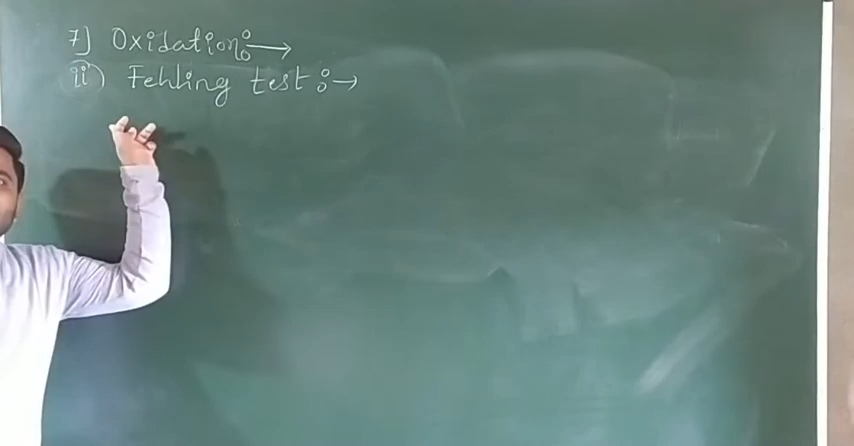 7) Oxidation:→
ii) Fehling test:→